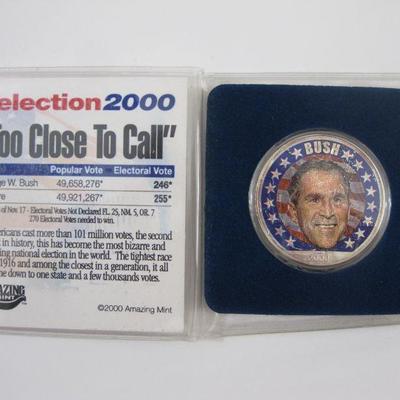 election2000
oo Close To Call"
Popular Vote Electoral Vote
ge W. Bush 49,658,276* 246*
re 49,921,267* 255*
of Nov 17 - Electoral Votes Not Declared FL. 25, NM. 5, OR. 7
270 Electoral Votes needed to win.
ericans cast more than 101 million votes, the second
t in history, this has become the most bizarre and
ing national election in the world. The tightest race
1916 and among the closest in a generation, it all
me down to one state and a few thousands votes.
AZING
MINT
©2000 Amazing Mint
BUSH
2000